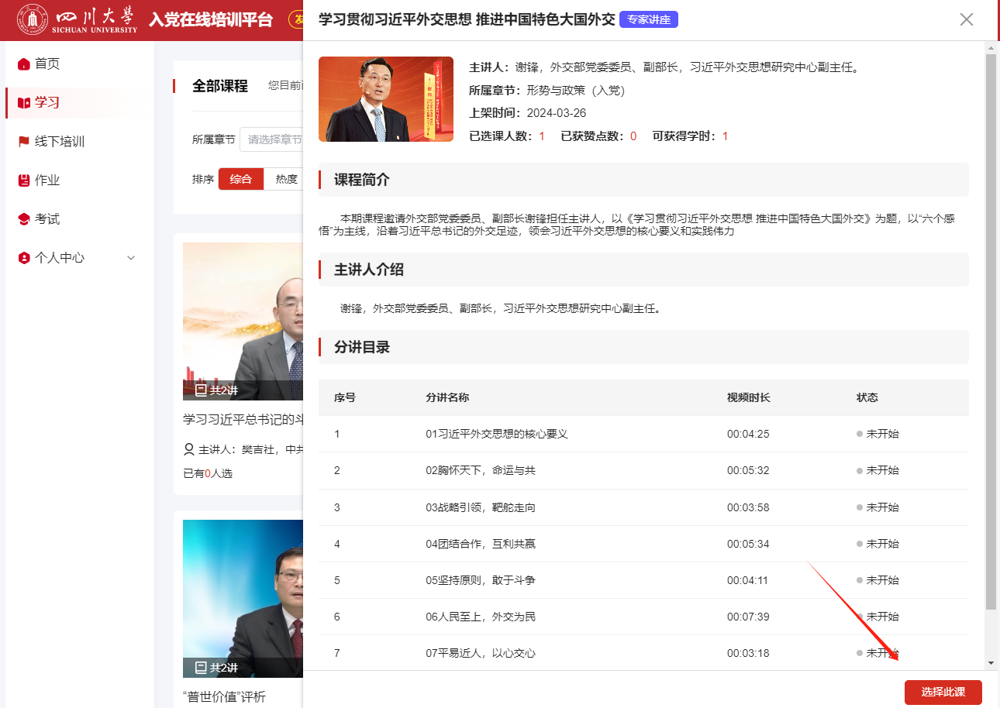 四川大学
SICHUAN UNIVERSITY
入党在线培训平台
学习贯彻习近平外交思想 推进中国特色大国外交
专家讲座
首页
学习
线下培训
作业
考试
个人中心
全部课程
您目前
所属章节
请选择章节
排序
综合
热度
共2讲
学习习近平总书记的斗
主讲人：樊吉社，中共
已有0人选
共2讲
“普世价值”评析
主讲人：谢锋，外交部党委委员、副部长，习近平外交思想研究中心副主任。
所属章节：形势与政策（入党）
上架时间：2024-03-26
已选课人数：1 已获赞点数：0 可获得学时：1
课程简介
本期课程邀请外交部党委委员、副部长谢锋担任主讲人，以《学习贯彻习近平外交思想 推进中国特色大国外交》为题，以“六个感
悟”为主线，沿着习近平总书记的外交足迹，领会习近平外交思想的核心要义和实践伟力
主讲人介绍
谢锋，外交部党委委员、副部长，习近平外交思想研究中心副主任。
分讲目录
序号 分讲名称 视频时长 状态
1 01习近平外交思想的核心要义 00:04:25 未开始
2 02胸怀天下，命运与共 00:05:32 未开始
3 03战略引领，靶舵走向 00:03:58 未开始
4 04团结合作，互利共赢 00:05:34 未开始
5 05坚持原则，敢于斗争 00:04:11 未开始
6 06人民至上，外交为民 00:07:39 未开始
7 07平易近人，以心交心 00:03:18 未开始
选择此课